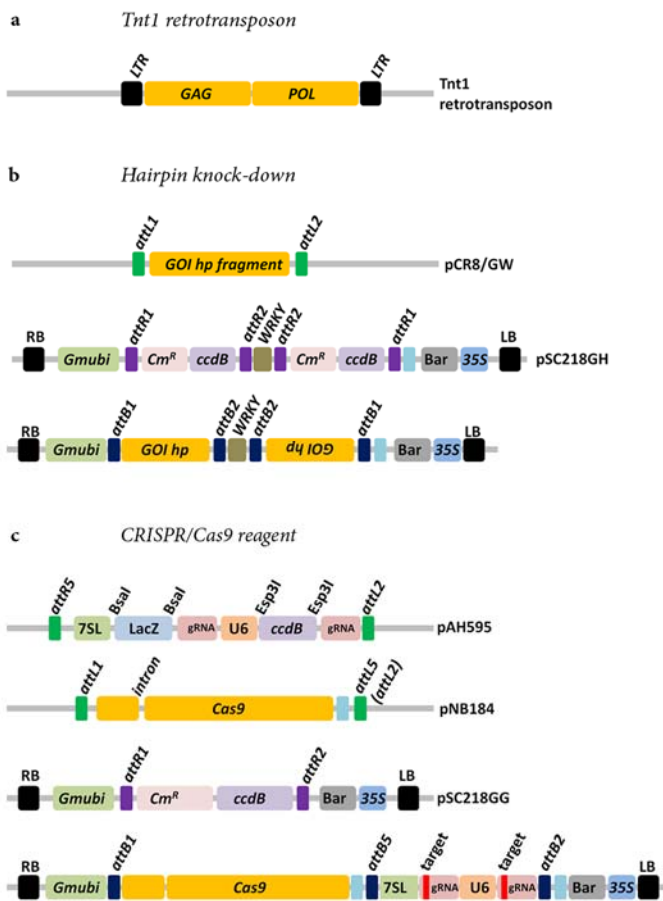 a Tnt1 retrotransposon
LTR LTR
GAG POL
Tnt1
retrotransposon
b Hairpin knock-down
attL1 attL2
GOI hp fragment pCR8/GW
RB attR1 attR2 WRKY attR2 attR1 LB
Gmubi CmR ccdB CmR ccdB Bar 35S pSC218GH
RB attB1 attB2 WRKY attB2 attB1 LB
Gmubi GOI hp GOI hp Bar 35S
c CRISPR/Cas9 reagent
attR5 BsaI BsaI Esp3I Esp3I attL2
7SL LacZ gRNA U6 ccdB gRNA pAH595
attL1 intron attL5 (attL2)
Cas9 pNB184
RB attR1 attR2 LB
Gmubi CmR ccdB Bar 35S pSC218GG
RB attB1 attB5 target target attB2 LB
Gmubi Cas9 7SL gRNA U6 gRNA Bar 35S